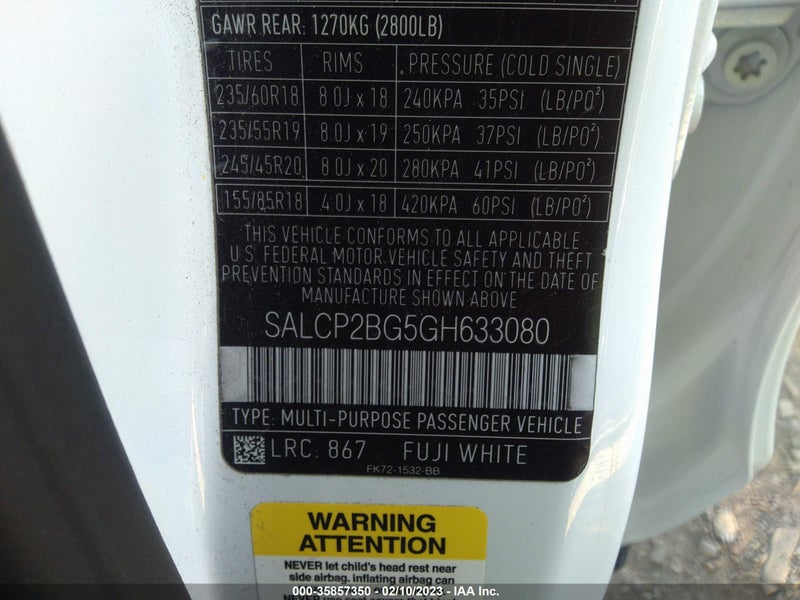 GAWR REAR: 1270KG (2800LB)
TIRES RIMS PRESSURE (COLD SINGLE)
235/60R18 8.0J x 18 240KPA 35PSI (LB/PO²)
235/55R19 8.0J x 19 250KPA 37PSI (LB/PO²)
245/45R20 8.0J x 20 280KPA 41PSI (LB/PO²)
155/85R18 4.0J x 18 420KPA 60PSI (LB/PO²)
THIS VEHICLE CONFORMS TO ALL APPLICABLE
U.S. FEDERAL MOTOR VEHICLE SAFETY AND THEFT
PREVENTION STANDARDS IN EFFECT ON THE DATE OF
MANUFACTURE SHOWN ABOVE
SALCP2BG5GH633080
TYPE: MULTI-PURPOSE PASSENGER VEHICLE
LRC: 867 FUJI WHITE
FK72-1532-BB
WARNING
ATTENTION
NEVER let child's head rest near
side airbag. inflating airbag can
000-35857350 - 02/10/2023 - IAA Inc.